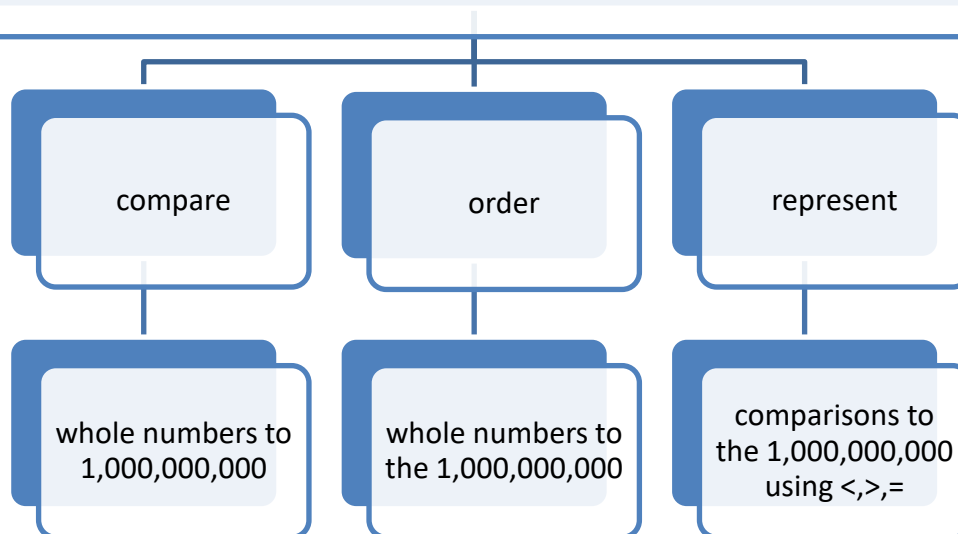 compare
order
represent
whole numbers to
1,000,000,000
whole numbers to
the 1,000,000,000
comparisons to
the 1,000,000,000
using <,>,=